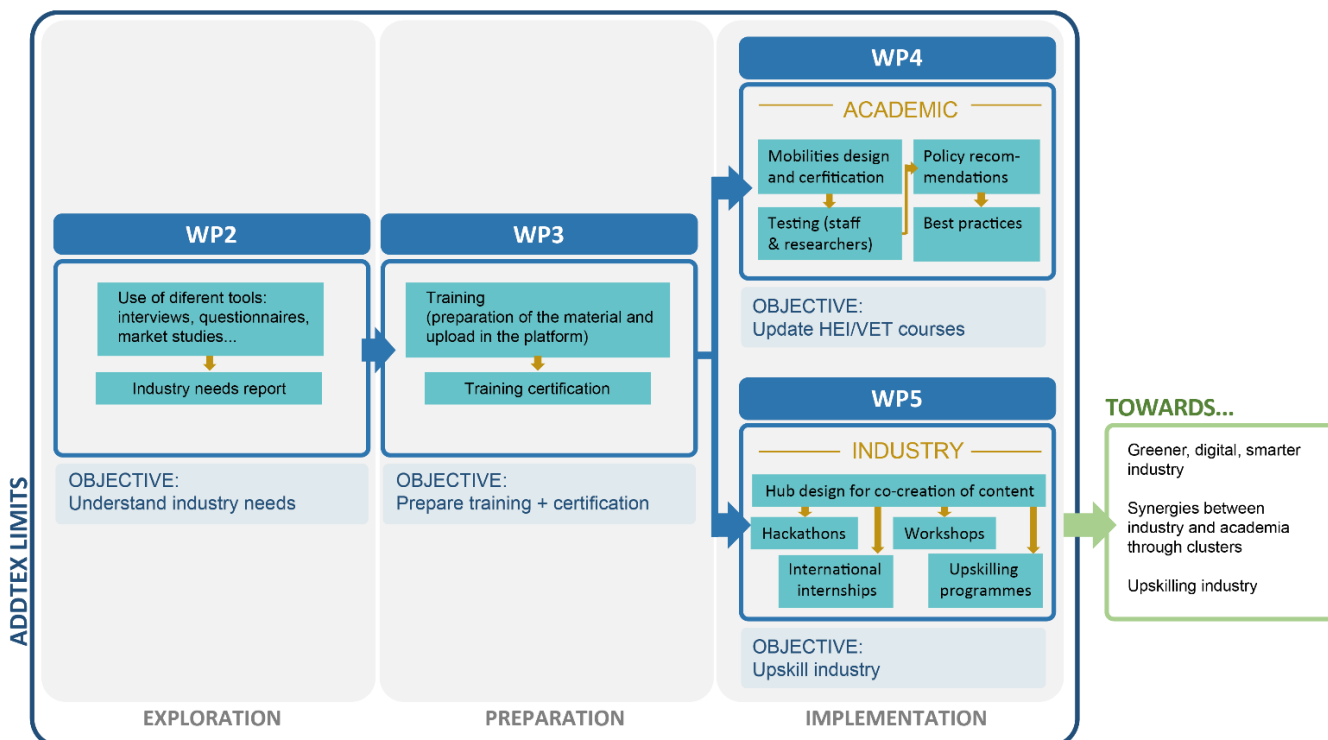 WP2
Use of diferent tools:
interviews, questionnaires,
market studies...
Industry needs report
OBJECTIVE:
Understand industry needs
EXPLORATION
WP3
Training
(preparation of the material and
upload in the platform)
Training certification
OBJECTIVE:
Prepare training + certification
PREPARATION
WP4
ACADEMIC
Mobilities design
and cerfitication
Testing (staff
& researchers)
Policy recom-
mendations
Best practices
OBJECTIVE:
Update HEI/VET courses
WP5
INDUSTRY
Hub design for co-creation of content
Hackathons
Workshops
International
internships
Upskilling
programmes
OBJECTIVE:
Upskill industry
IMPLEMENTATION
ADDTEX LIMITS
TOWARDS...
Greener, digital, smarter
industry
Synergies between
industry and academia
through clusters
Upskilling industry